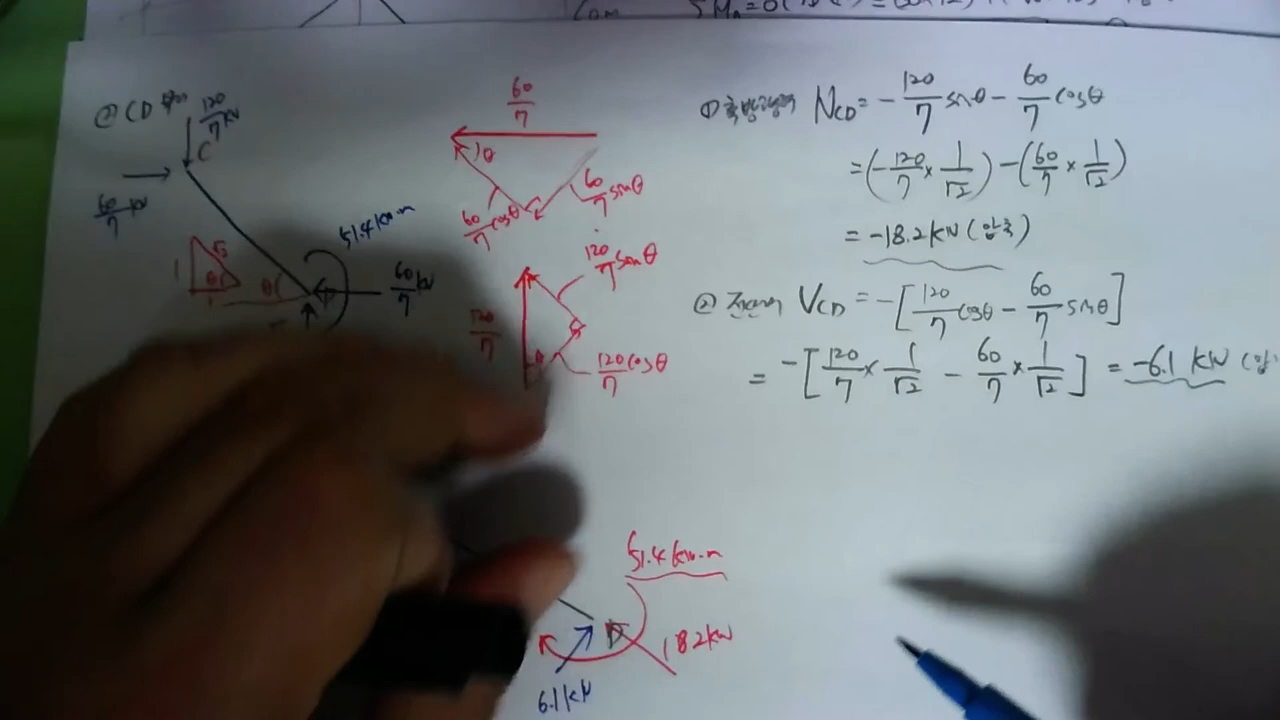 ΣM_A=0
② CD
120/7 kN
C
60/7 kN
51.4 kN·m
60/7 kN
√2
1
θ
θ
1
60/7
θ
60/7 cosθ
60/7 sinθ
120/7 sinθ
120/7
θ
120/7 cosθ
① 축방향력 N_CD = - 120/7 sinθ - 60/7 cosθ
= (- 120/7 × 1/√2) - (60/7 × 1/√2)
= -18.2 kN (압축)
② 전단력 V_CD = -[120/7 cosθ - 60/7 sinθ]
= -[120/7 × 1/√2 - 60/7 × 1/√2] = -6.1 kN
51.4 kN·m
D
18.2 kN
6.1 kN